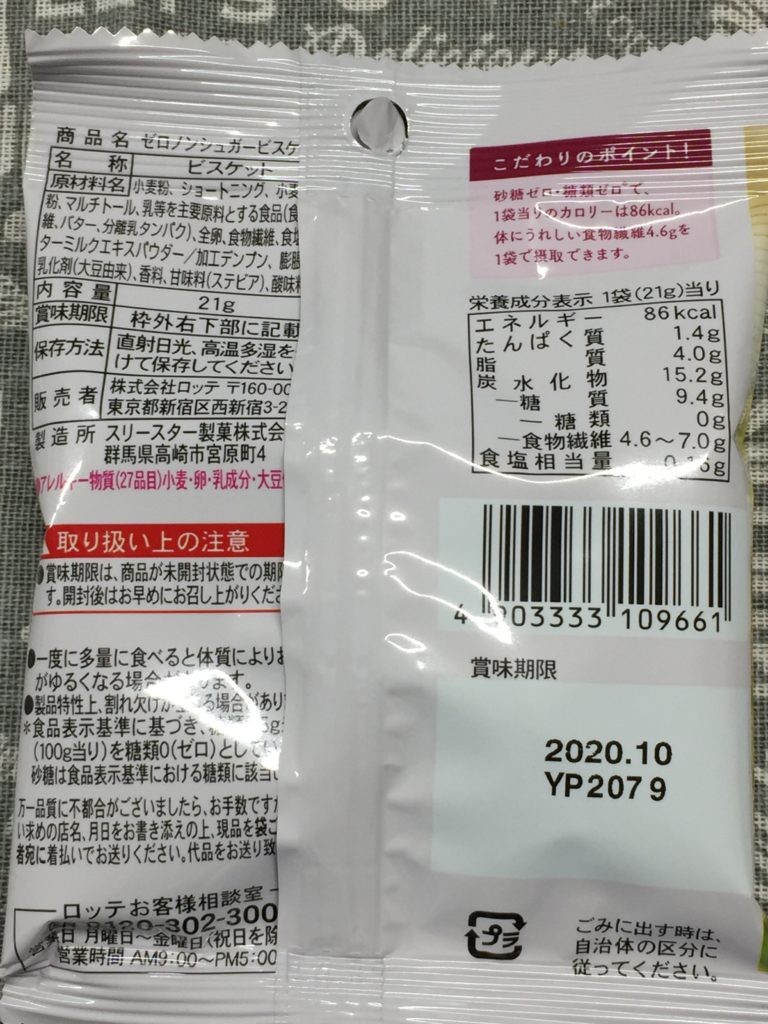 商品名 ゼロノンシュガービスケ
名称 ビスケット
原材料名 小麦粉、ショートニング、小麦
粉、マルチトール、乳等を主要原料とする食品(食
維、バター、分離乳タンパク)、全卵、食物繊維、食塩
ターミルクエキスパウダー/加工デンプン、膨脹
乳化剤(大豆由来)、香料、甘味料(ステビア)、酸味料
内容量 21g
賞味期限 枠外右下部に記載
保存方法 直射日光、高温多湿を
けて保存してください
販売者 株式会社ロッテ 〒160-00
東京都新宿区西新宿3-2
製造所 スリースター製菓株式会
群馬県高崎市宮原町4
アレルギー物質(27品目)小麦・卵・乳成分・大豆
取り扱い上の注意
●賞味期限は、商品が未開封状態での期限
す。開封後はお早めにお召し上がりくださ
●一度に多量に食べると体質によりお
がゆるくなる場合があります。
●製品特性上、割れ欠けが生じる場合があり
*食品表示基準に基づき、糖類0.5g
(100g当り)を糖類0(ゼロ)としてい
砂糖は食品表示基準における糖類に該当し
万一品質に不都合がございましたら、お手数ですが
い求めの店名、月日をお書き添えの上、現品を袋ご
者宛に着払いでお送りください。代品をお送り致
ロッテお客様相談室
0120-302-300
日 月曜日〜金曜日(祝日を除
営業時間 AM9:00〜PM5:00
Delicious
こだわりのポイント!
砂糖ゼロ・糖類ゼロ*で、
1袋当りのカロリーは86kcal。
体にうれしい食物繊維4.6gを
1袋で摂取できます。
栄養成分表示 1袋(21g)当り
エネルギー 86kcal
たんぱく質 1.4g
脂質 4.0g
炭水化物 15.2g
―糖質 9.4g
―糖類 0g
―食物繊維 4.6〜7.0g
食塩相当量 0.16g
4 903333 109661
賞味期限
2020.10
YP2079
プラ
ごみに出す時は、
自治体の区分に
従ってください。